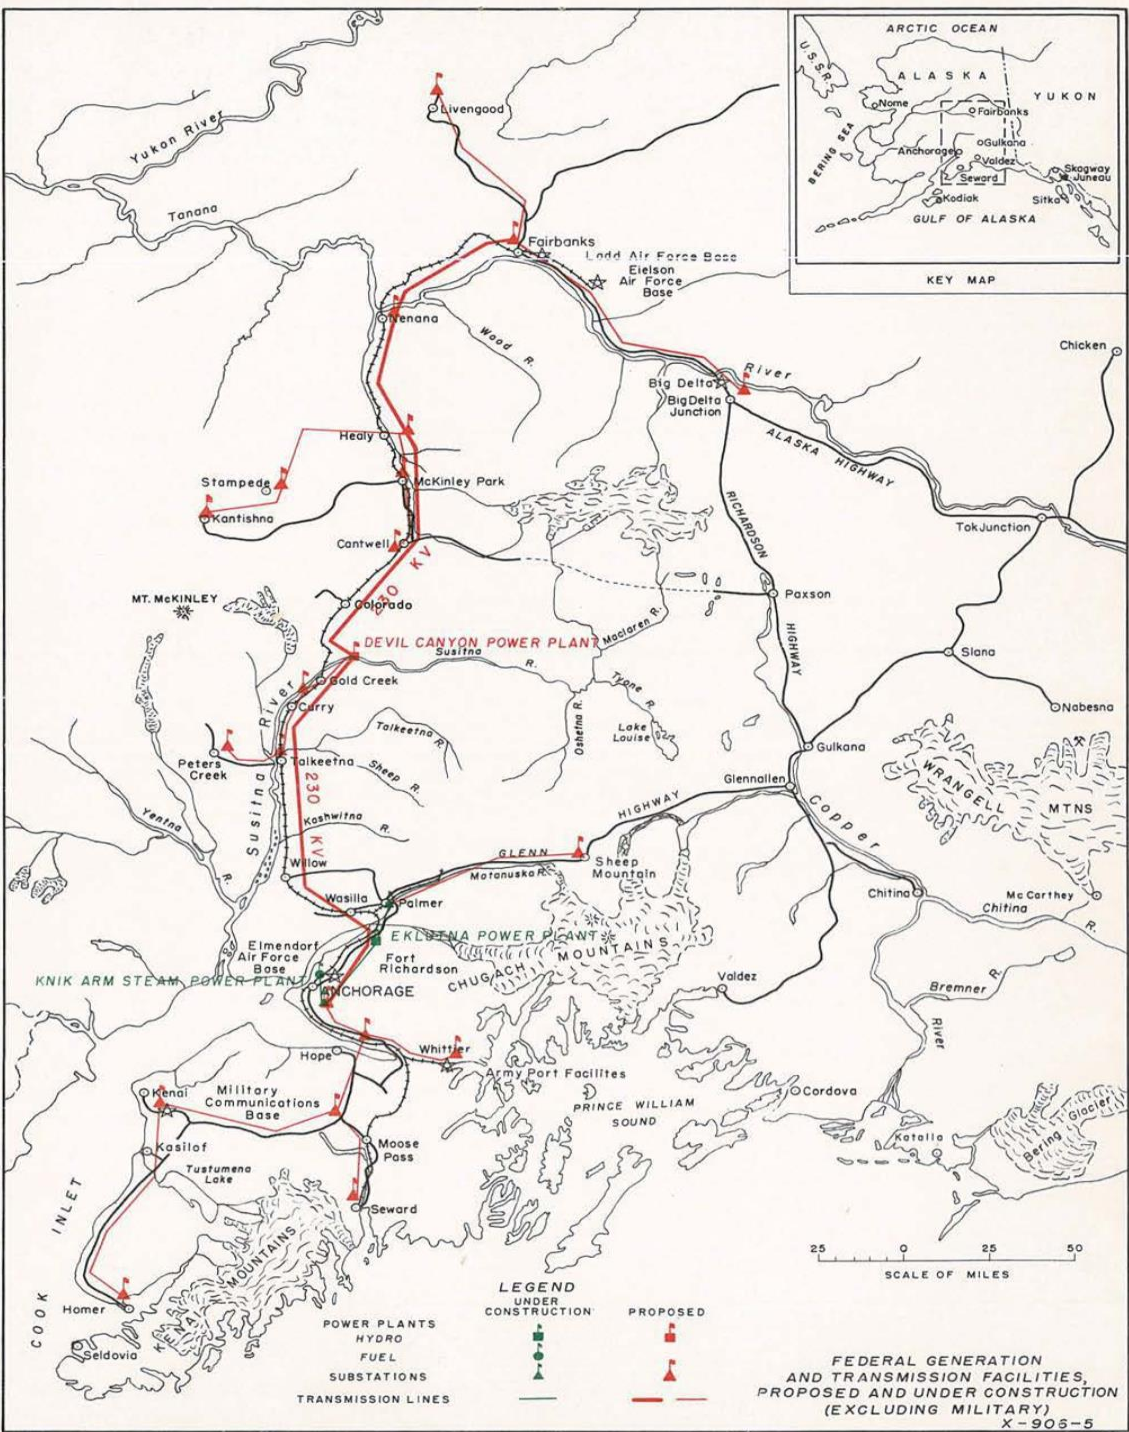 ARCTIC OCEAN
U.S.S.R.
ALASKA
YUKON
Nome
Fairbanks
BERING SEA
Gulkana
Anchorage
Valdez
Seward
Skagway
Juneau
Kodiak
Sitka
GULF OF ALASKA
KEY MAP
Livengood
Yukon River
Tanana
Fairbanks
Ladd Air Force Base
Eielson
Air Force
Base
Nenana
Wood R.
Chicken
River
Big Delta
Big Delta
Junction
Healy
ALASKA HIGHWAY
Stampede
McKinley Park
Kantishna
RICHARDSON
Tok Junction
Cantwell
230 KV
MT. McKINLEY
Colorado
Paxson
DEVIL CANYON POWER PLANT
Maclaren R.
Susitna R.
HIGHWAY
Slana
Gold Creek
Tyone R.
Susitna River
Curry
Nabesna
Talkeetna R.
Oshetna R.
Lake
Louise
Gulkana
Peters
Creek
Talkeetna
Sheep R.
WRANGELL
MTNS
Glennallen
230 KV
Yentna R.
Kashwitna R.
HIGHWAY
Copper
GLENN
Willow
Matanuska R.
Sheep
Mountain
Wasilla
Palmer
Chitina
McCarthey
Chitina R.
EKLUTNA POWER PLANT
Elmendorf
Air Force
Base
Fort
Richardson
CHUGACH MOUNTAINS
KNIK ARM STEAM POWER PLANT
ANCHORAGE
Valdez
Bremner R.
River
Hope
Whittier
Army Port Facilites
Kenai
Military
Communications
Base
PRINCE WILLIAM
SOUND
Cordova
Kasilof
Moose
Pass
Katalla
Bering Glacier
Tustumena
Lake
Seward
COOK INLET
KENAI MOUNTAINS
Homer
Seldovia
25 0 25 50
SCALE OF MILES
LEGEND
UNDER
CONSTRUCTION
PROPOSED
POWER PLANTS
HYDRO
FUEL
SUBSTATIONS
TRANSMISSION LINES
FEDERAL GENERATION
AND TRANSMISSION FACILITIES,
PROPOSED AND UNDER CONSTRUCTION
(EXCLUDING MILITARY)
X-906-5